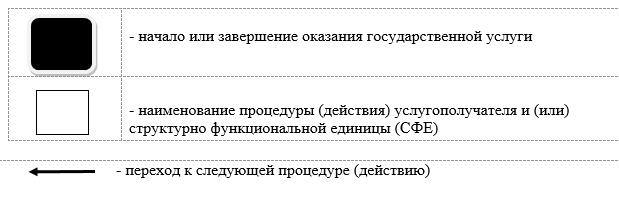 - начало или завершение оказания государственной услуги
- наименование процедуры (действия) услугополучателя и (или)
структурно функциональной единицы (СФЕ)
- переход к следующей процедуре (действию)